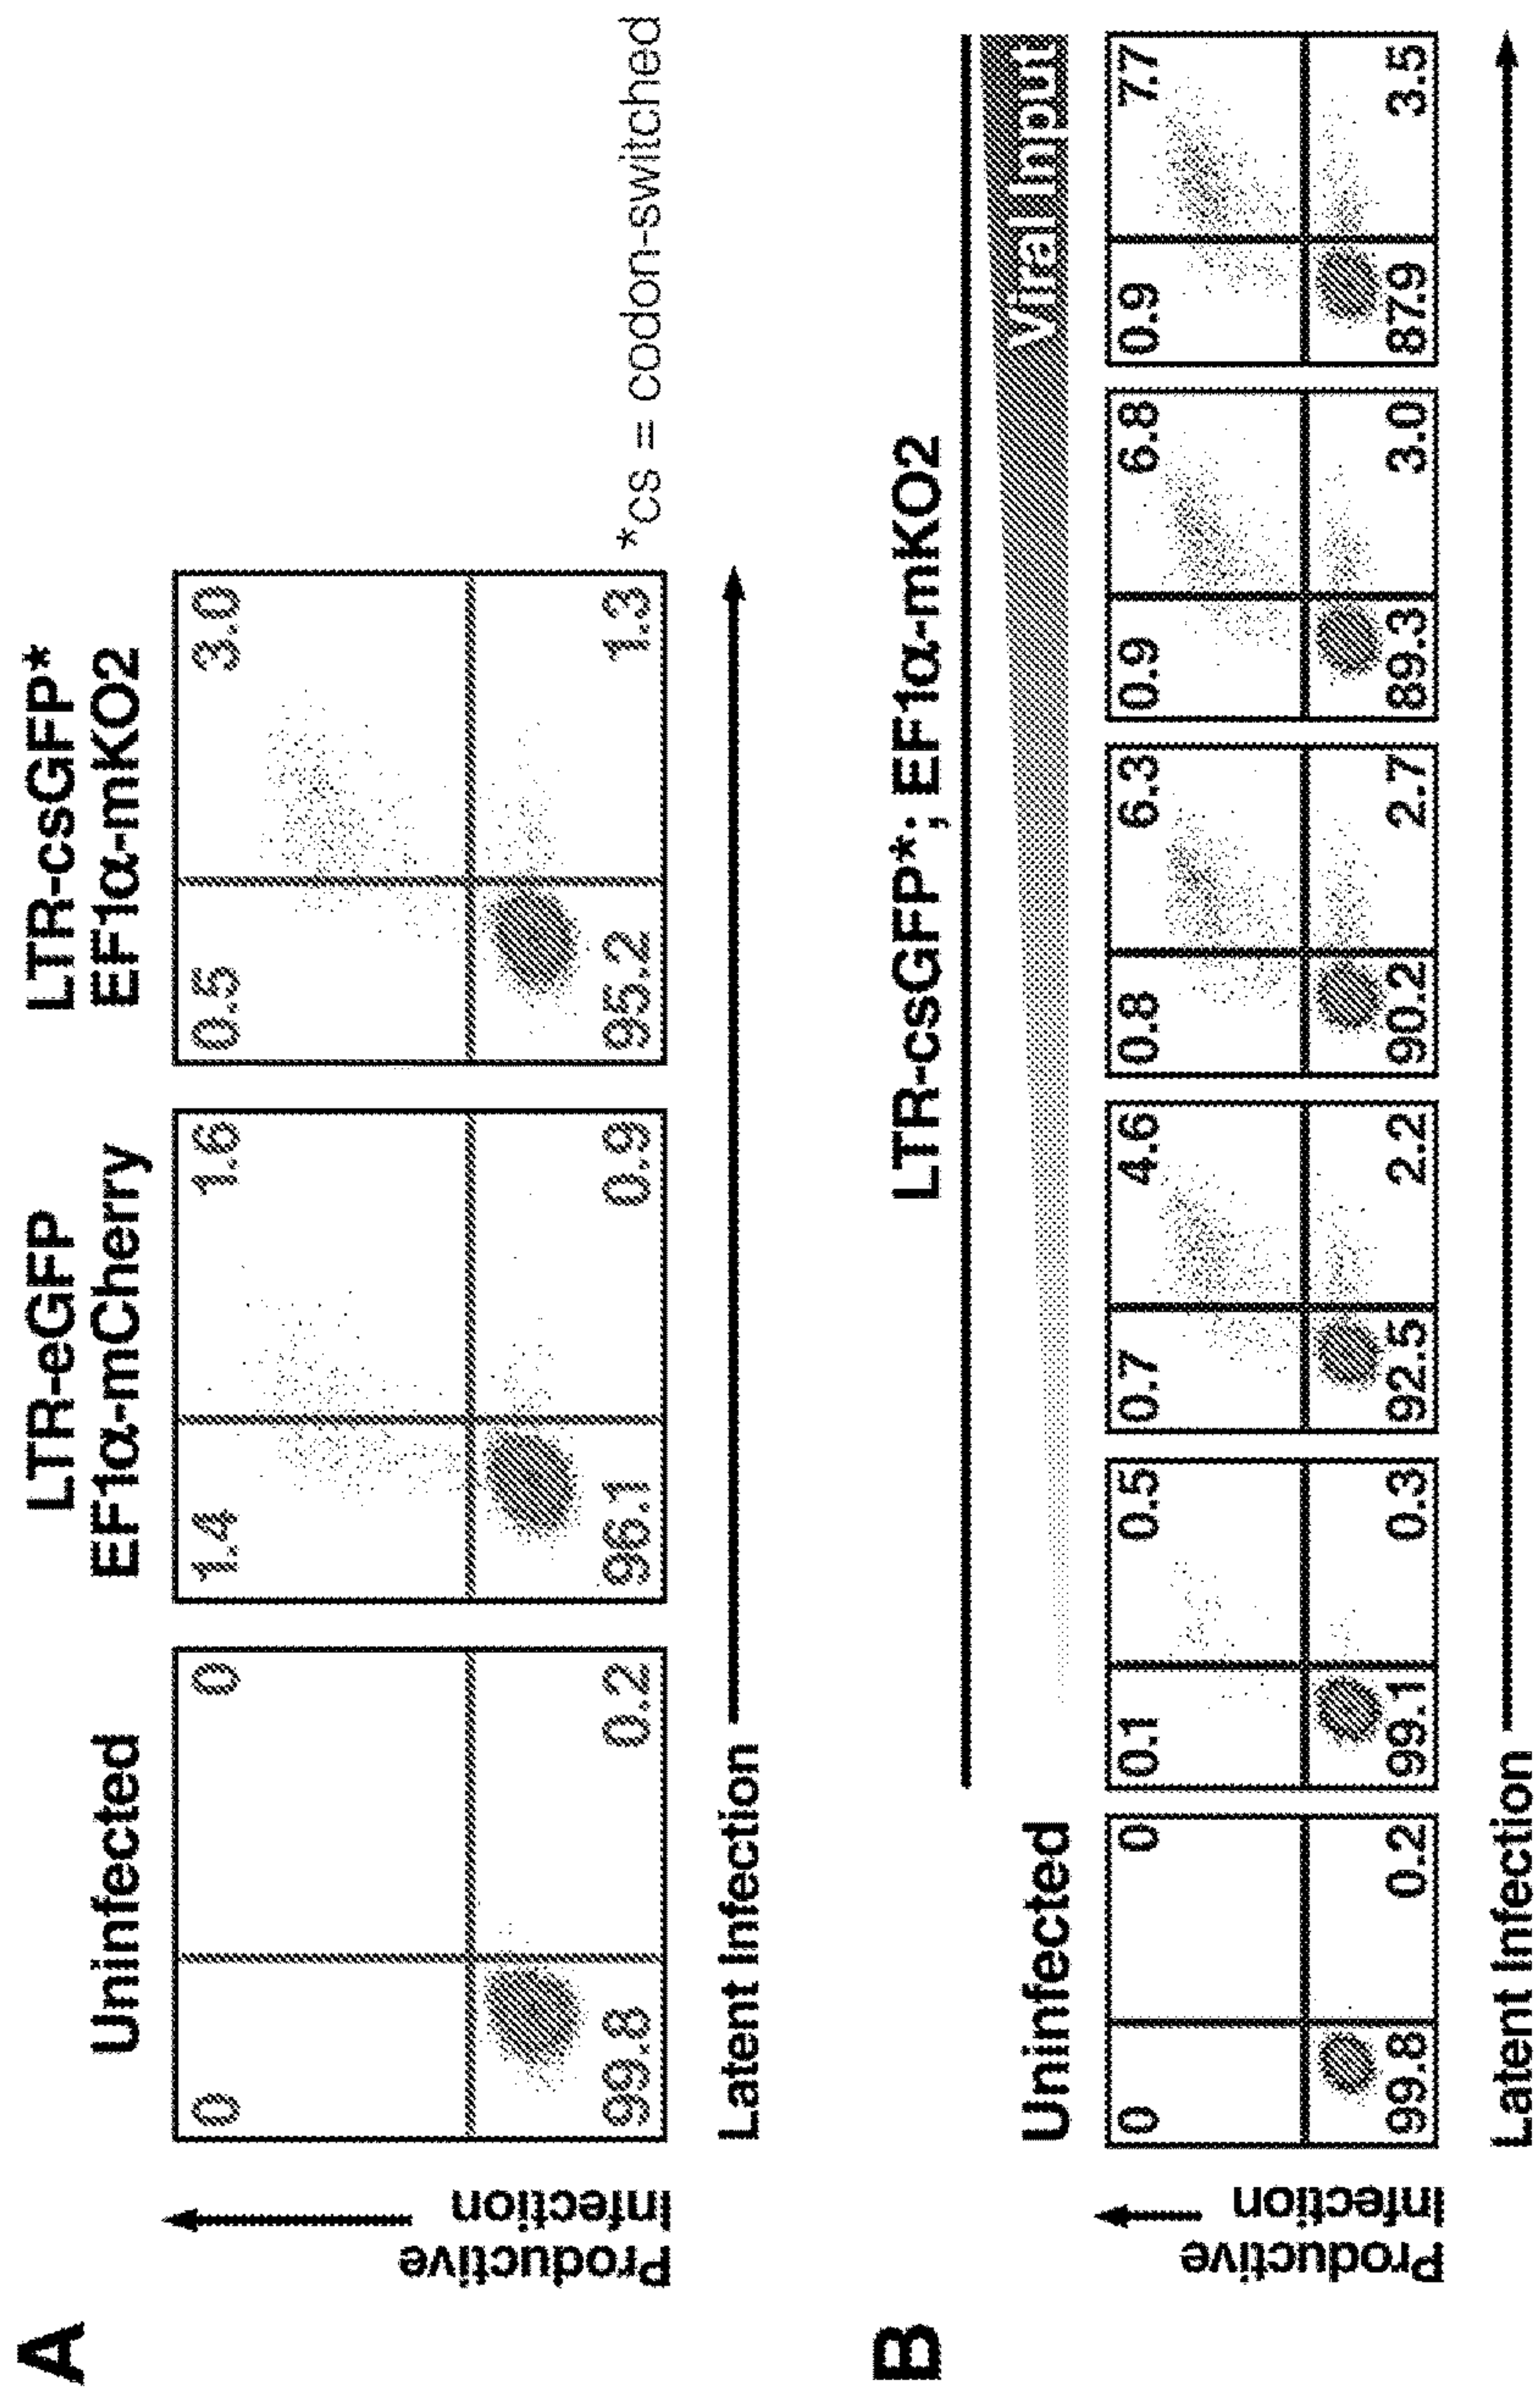 A
Uninfected
LTR-eGFP
EF1α-mCherry
LTR-csGFP*
EF1α-mKO2
Productive
Infection
0
0
99.8
0.2
1.4
1.6
96.1
0.9
0.5
3.0
95.2
1.3
Latent Infection
*cs = codon-switched
B
LTR-csGFP*; EF1α-mKO2
Uninfected
Viral Input
Productive
Infection
0
0
99.8
0.2
0.1
0.5
99.1
0.3
0.7
4.6
92.5
2.2
0.8
6.3
90.2
2.7
0.9
6.8
89.3
3.0
0.9
7.7
87.9
3.5
Latent Infection